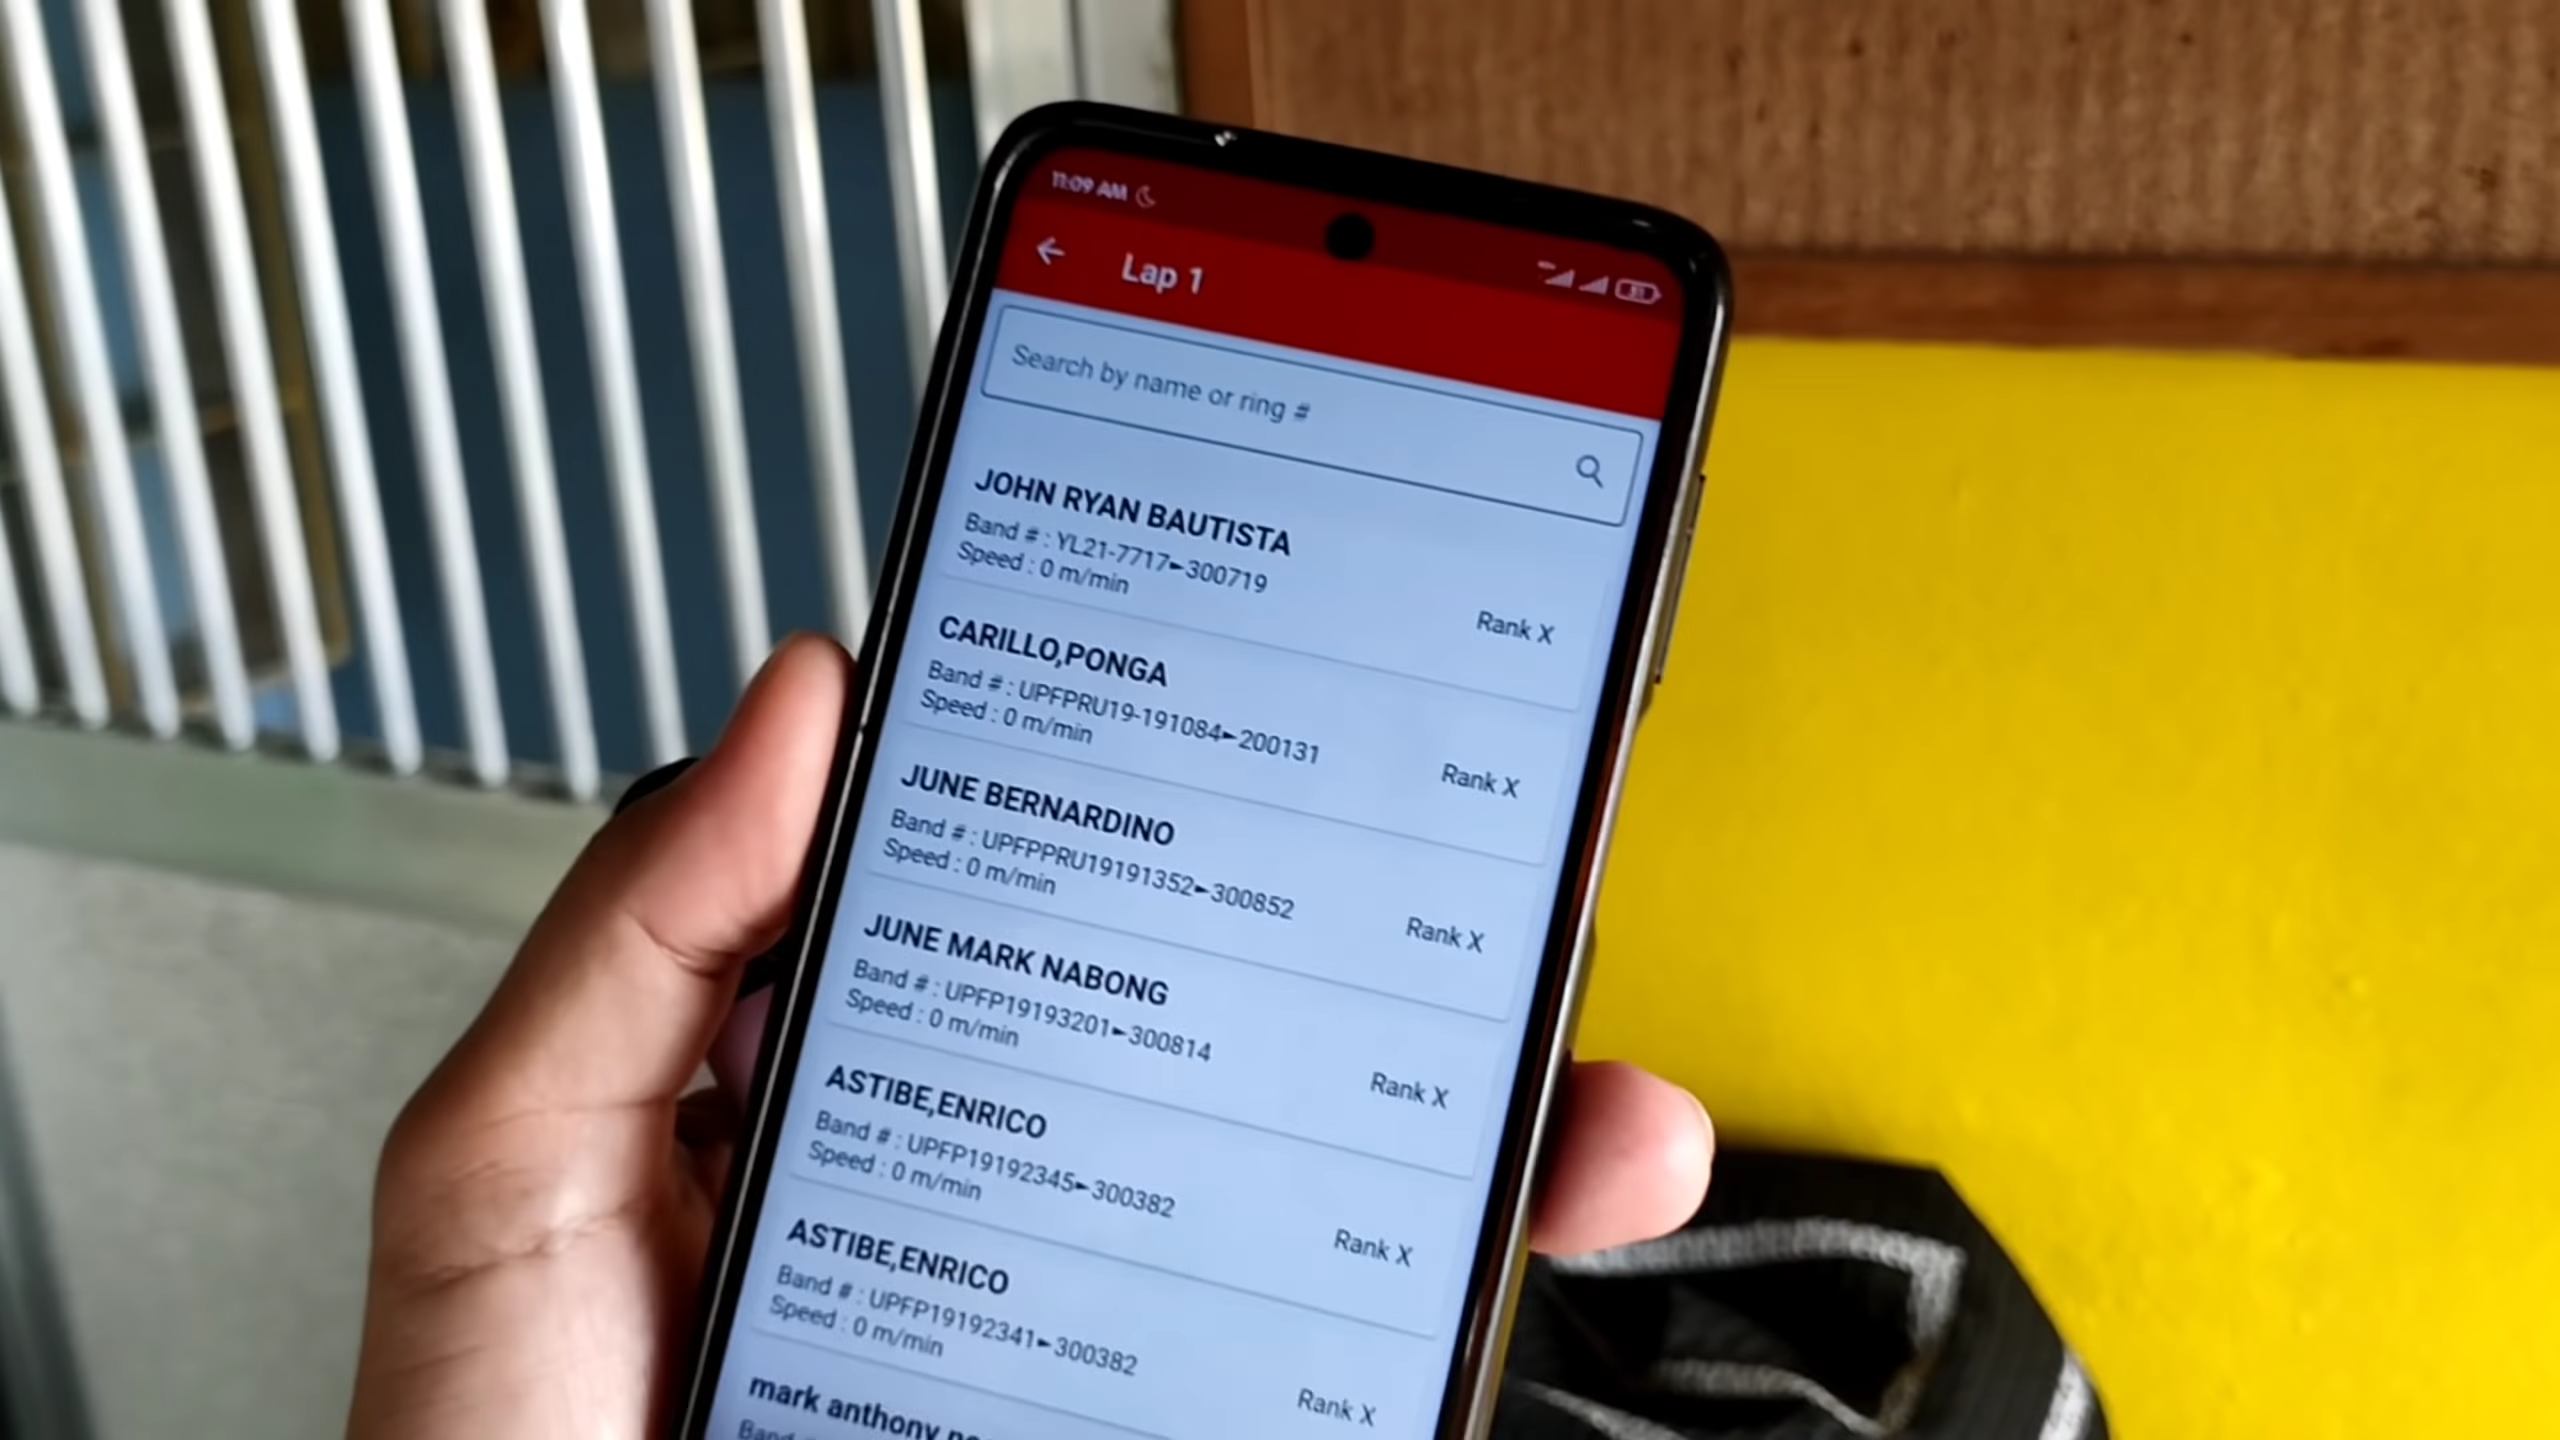 11:09 AM
Lap 1
Search by name or ring #
JOHN RYAN BAUTISTA
Band # : YL21-7717►300719
Speed : 0 m/min
Rank X
CARILLO,PONGA
Band # : UPFPRU19-191084►200131
Speed : 0 m/min
Rank X
JUNE BERNARDINO
Band # : UPFPPRU19191352►300852
Speed : 0 m/min
Rank X
JUNE MARK NABONG
Band # : UPFP19193201►300814
Speed : 0 m/min
Rank X
ASTIBE,ENRICO
Band # : UPFP19192345►300382
Speed : 0 m/min
Rank X
ASTIBE,ENRICO
Band # : UPFP19192341►300382
Speed : 0 m/min
Rank X
mark anthony
Band